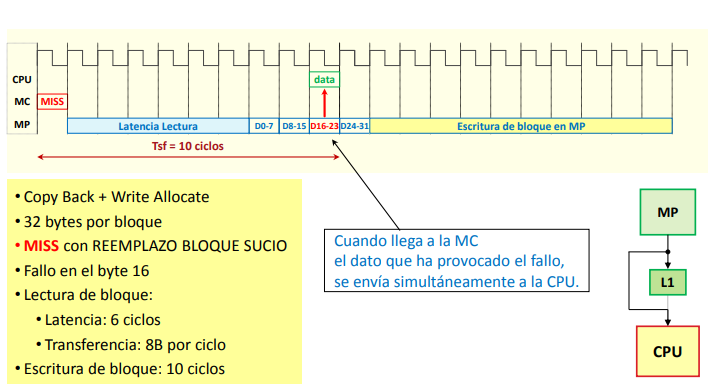 CPU
data
MC MISS
MP Latencia Lectura D0-7 D8-15 D16-23 D24-31 Escritura de bloque en MP
Tsf = 10 ciclos
• Copy Back + Write Allocate
• 32 bytes por bloque
• MISS con REEMPLAZO BLOQUE SUCIO
• Fallo en el byte 16
• Lectura de bloque:
• Latencia: 6 ciclos
• Transferencia: 8B por ciclo
• Escritura de bloque: 10 ciclos
Cuando llega a la MC
el dato que ha provocado el fallo,
se envía simultáneamente a la CPU.
MP
L1
CPU